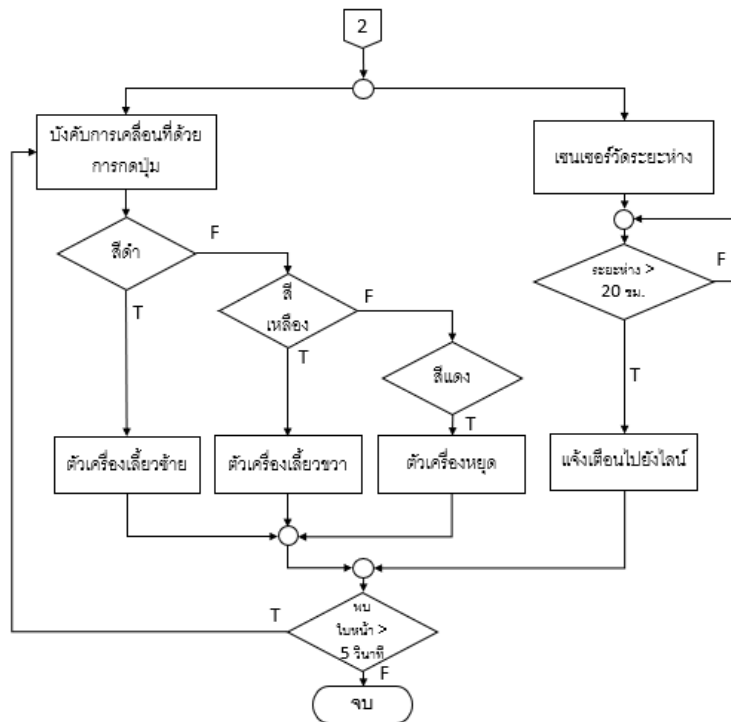 2
บังคับการเคลื่อนที่ด้วย
การกดปุ่ม
เซนเซอร์วัดระยะห่าง
สีดำ
F
T
สี
เหลือง
F
T
สีแดง
T
ระยะห่าง >
20 ซม.
F
T
ตัวเครื่องเลี้ยวซ้าย
ตัวเครื่องเลี้ยวขวา
ตัวเครื่องหยุด
แจ้งเตือนไปยังไลน์
พบ
ใบหน้า >
5 วินาที
T
F
จบ